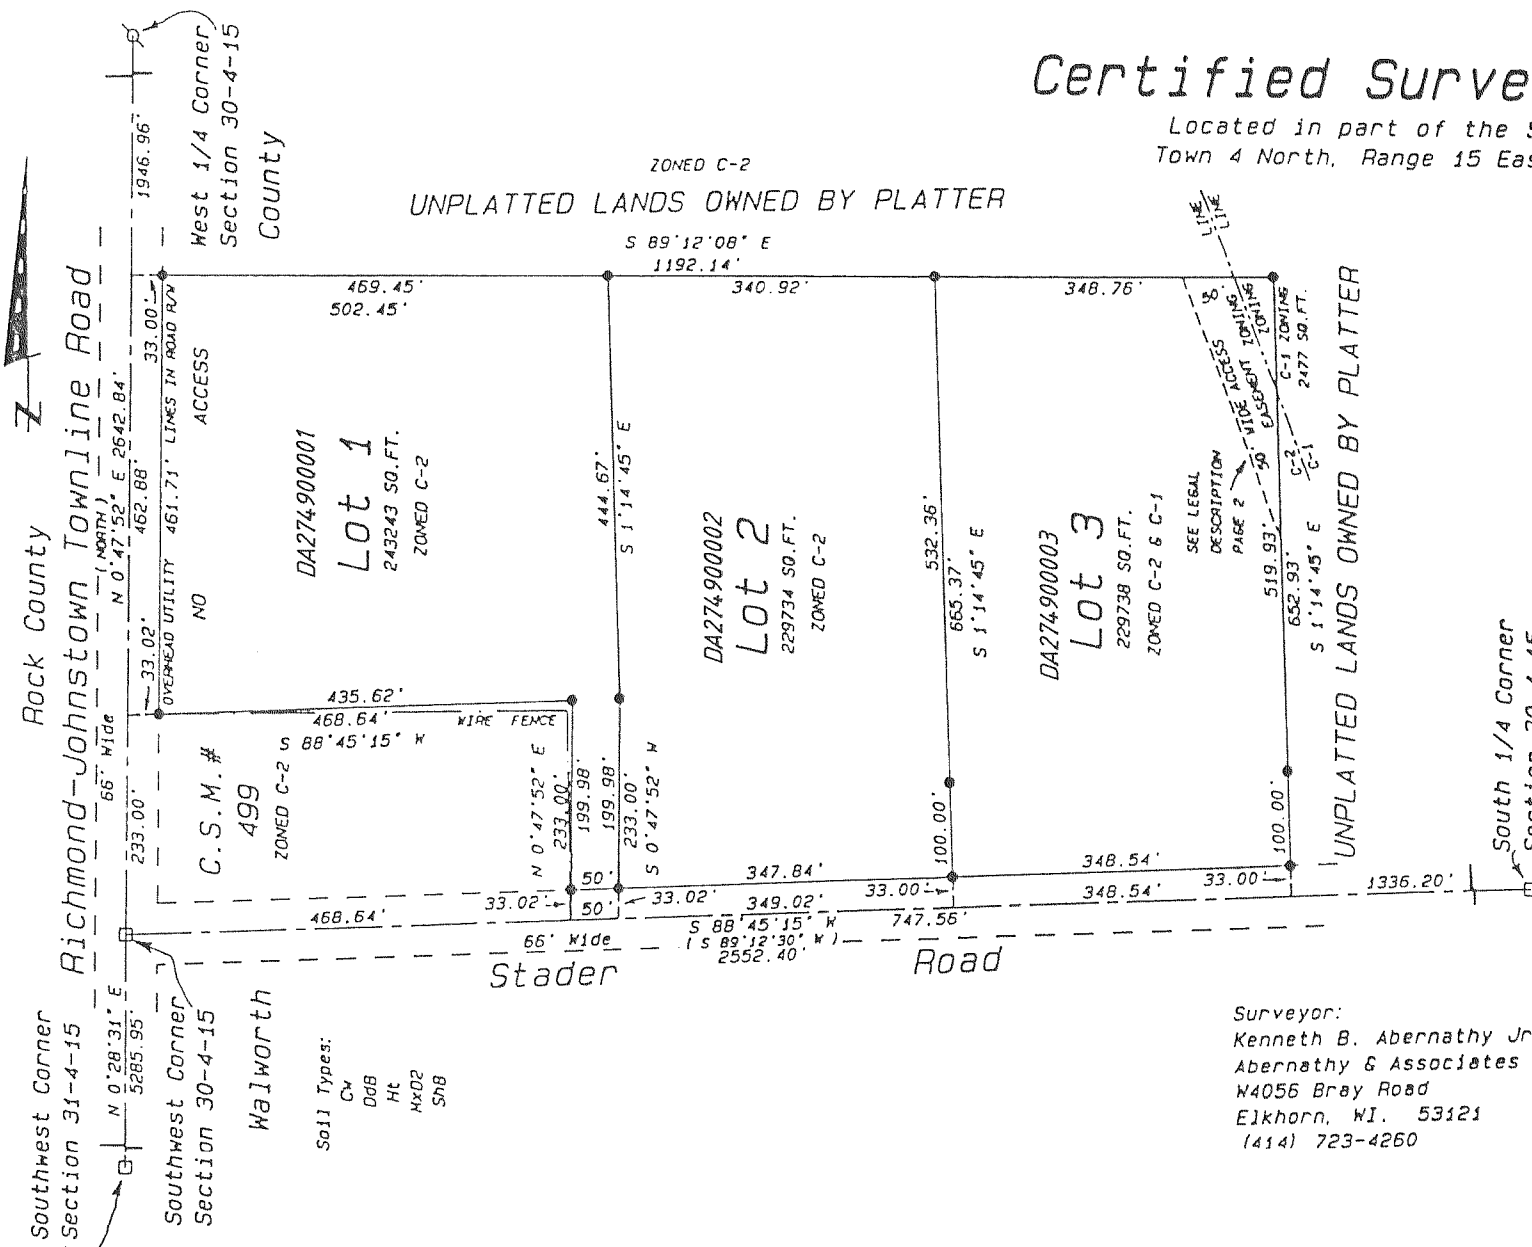 Certified Surve
Located in part of the S
Town 4 North, Range 15 Eas
West 1/4 Corner
Section 30-4-15
County
1946.96'
ZONED C-2
UNPLATTED LANDS OWNED BY PLATTER
S 89°12'08" E
1192.14'
469.45'
502.45'
340.92'
348.76'
LINE
LINE
Z
Rock County
Richmond-Johnstown Townline Road
66' Wide
(NORTH)
N 0°47'52" E 2642.84'
33.00'
462.88'
33.02'
233.00'
OVERHEAD UTILITY 461.71' LINES IN ROAD R/W
NO ACCESS
DA274900001
Lot 1
243243 SQ.FT.
ZONED C-2
444.67'
S 1°14'45" E
DA274900002
Lot 2
229734 SQ.FT.
ZONED C-2
532.36'
665.37'
S 1°14'45" E
DA274900003
Lot 3
229738 SQ.FT.
ZONED C-2 & C-1
SEE LEGAL
DESCRIPTION
PAGE 2
50' WIDE ACCESS
EASEMENT
ZONING
ZONING
C-2
C-1
C-1 ZONING
2477 SQ.FT.
519.93'
652.93'
S 1°14'45" E
UNPLATTED LANDS OWNED BY PLATTER
435.62'
468.64'
WIRE FENCE
S 88°45'15" W
C.S.M.#
499
ZONED C-2
N 0°47'52" E
233.00'
199.98'
199.98'
233.00'
S 0°47'52" W
100.00'
100.00'
50'
347.84'
348.54'
33.02'
50'
33.02'
33.00'
33.00'
468.64'
349.02'
348.54'
1336.20'
S 88°45'15" W
747.56'
66' Wide
(S 89°12'30" W)
2552.40'
Stader Road
South 1/4 Corner
Southwest Corner
Section 31-4-15
N 0°28'31" E
5285.95'
Southwest Corner
Section 30-4-15
Walworth
Soil Types:
Cw
DdB
Ht
MxD2
ShB
Surveyor:
Kenneth B. Abernathy Jr
Abernathy & Associates
W4056 Bray Road
Elkhorn, WI. 53121
(414) 723-4260